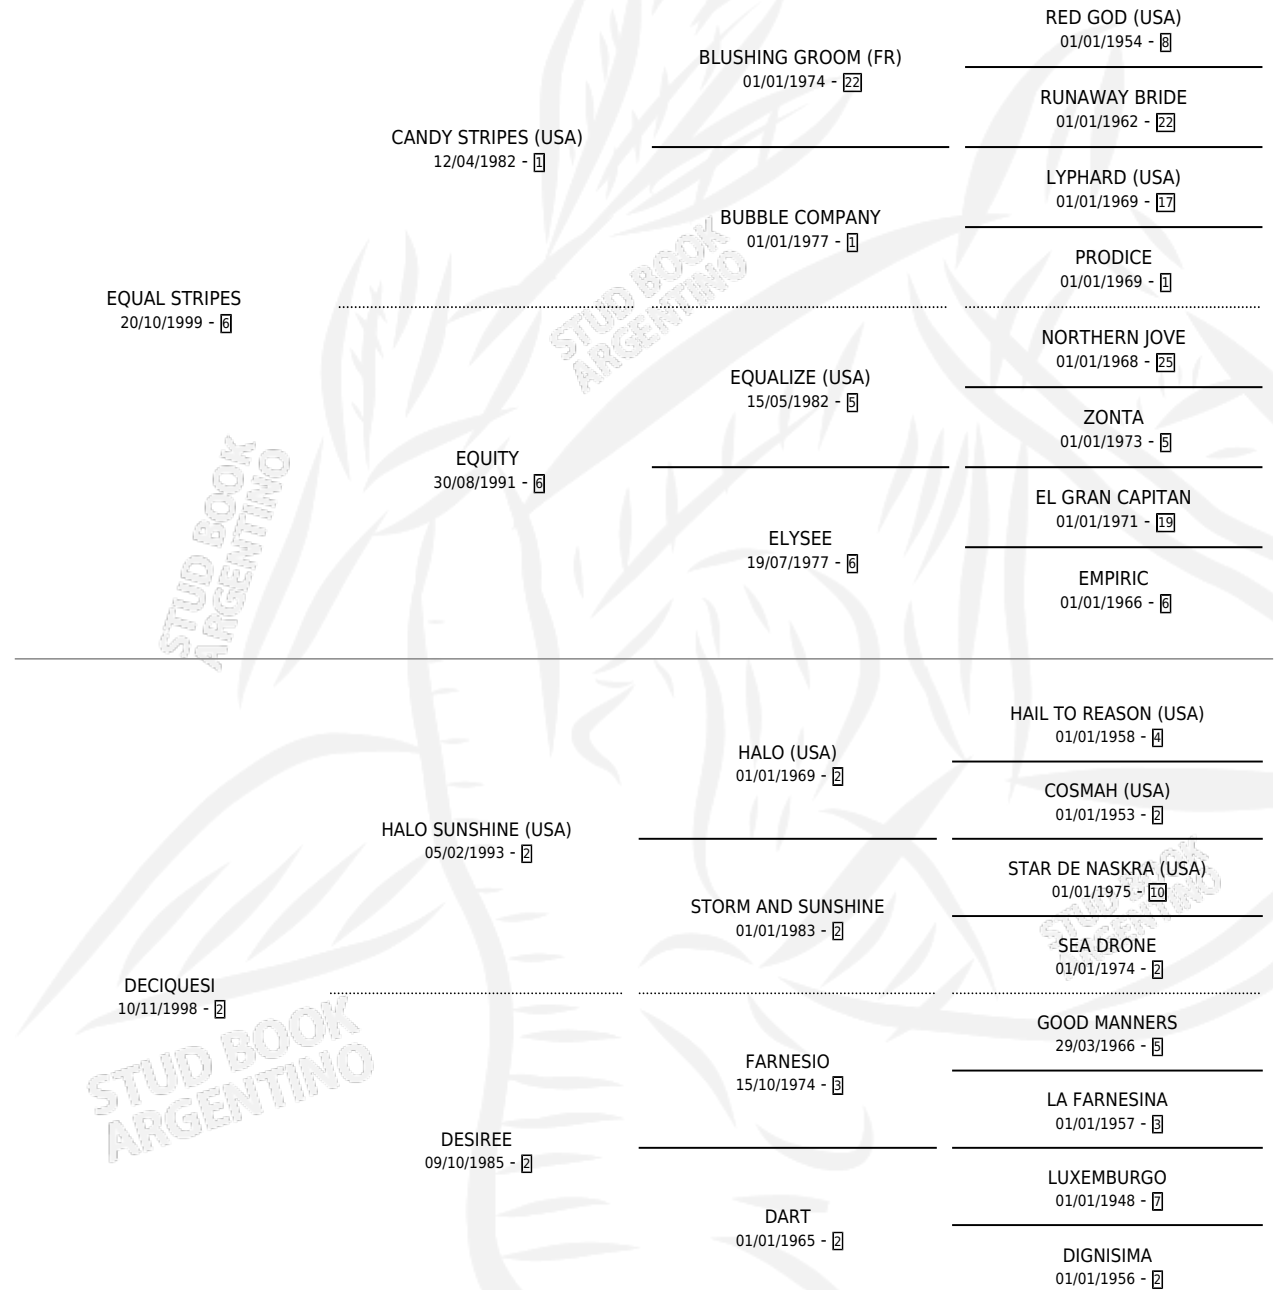 RED GOD (USA)
01/01/1954 - 8
BLUSHING GROOM (FR)
01/01/1974 - 22
RUNAWAY BRIDE
01/01/1962 - 22
CANDY STRIPES (USA)
12/04/1982 - 1
LYPHARD (USA)
01/01/1969 - 17
BUBBLE COMPANY
01/01/1977 - 1
PRODICE
01/01/1969 - 1
EQUAL STRIPES
20/10/1999 - 6
NORTHERN JOVE
01/01/1968 - 25
EQUALIZE (USA)
15/05/1982 - 5
ZONTA
01/01/1973 - 5
EQUITY
30/08/1991 - 6
EL GRAN CAPITAN
01/01/1971 - 19
ELYSEE
19/07/1977 - 6
EMPIRIC
01/01/1966 - 6
STUD BOOK
ARGENTINO
STUD BOOK
ARGENTINO
HAIL TO REASON (USA)
01/01/1958 - 4
HALO (USA)
01/01/1969 - 2
COSMAH (USA)
01/01/1953 - 2
HALO SUNSHINE (USA)
05/02/1993 - 2
STAR DE NASKRA (USA)
01/01/1975 - 10
STORM AND SUNSHINE
01/01/1983 - 2
SEA DRONE
01/01/1974 - 2
DECIQUESI
10/11/1998 - 2
GOOD MANNERS
29/03/1966 - 5
FARNESIO
15/10/1974 - 3
LA FARNESINA
01/01/1957 - 3
DESIREE
09/10/1985 - 2
LUXEMBURGO
01/01/1948 - 7
DART
01/01/1965 - 2
DIGNISIMA
01/01/1956 - 2
STUD BOOK
ARGENTINO
STUD BOOK
ARGENTINO